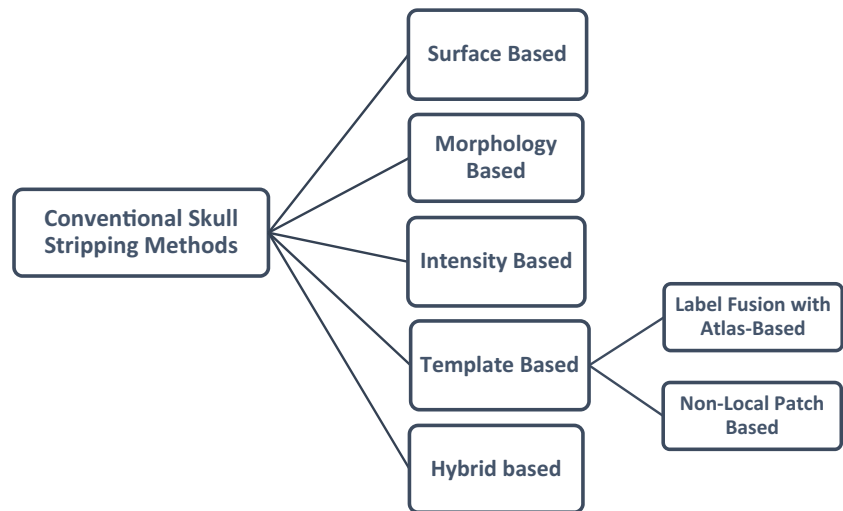 Conventional Skull
Stripping Methods
Surface Based
Morphology
Based
Intensity Based
Template Based
Label Fusion with
Atlas-Based
Non-Local Patch
Based
Hybrid based